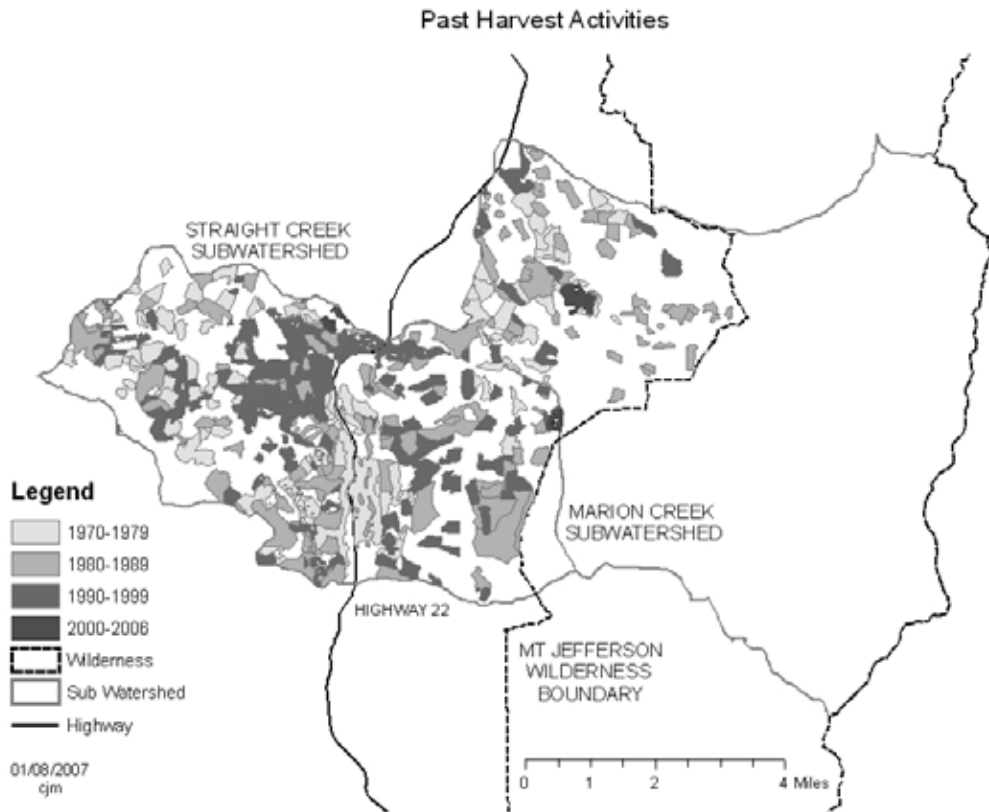 Past Harvest Activities
STRAIGHT CREEK
SUBWATERSHED
Legend
1970-1979
1980-1989
1990-1999
2000-2006
Wilderness
Sub Watershed
Highway
01/08/2007
cjm
HIGHWAY 22
MARION CREEK
SUBWATERSHED
MT JEFFERSON
WILDERNESS
BOUNDARY
0 1 2 4 Miles